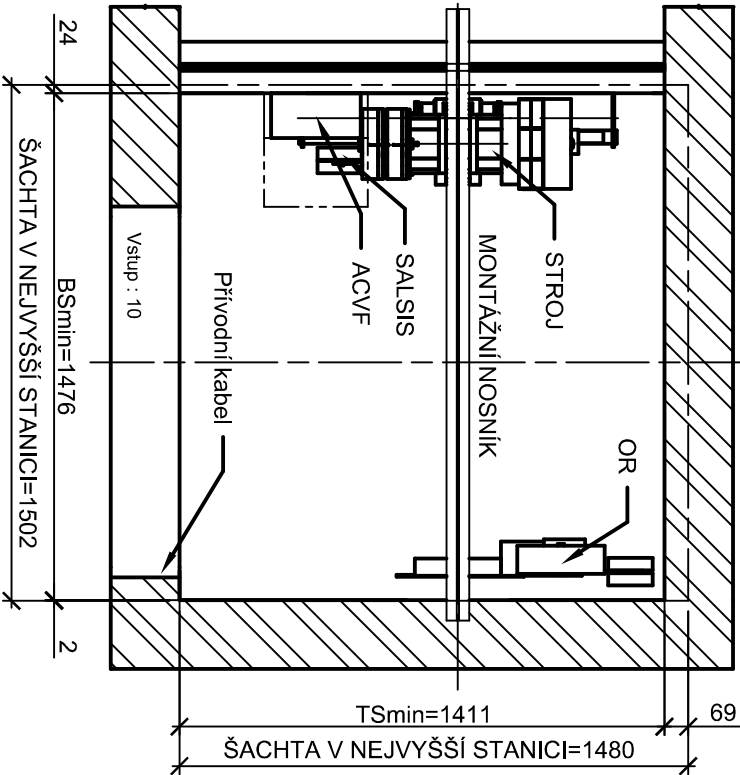 24
BSmin=1476
2
ŠACHTA V NEJVYŠŠÍ STANICI=1502
Vstup : 10
Přívodní kabel
ACVF
SALSIS
MONTÁŽNÍ NOSNÍK
STROJ
OR
TSmin=1411
69
ŠACHTA V NEJVYŠŠÍ STANICI=1480